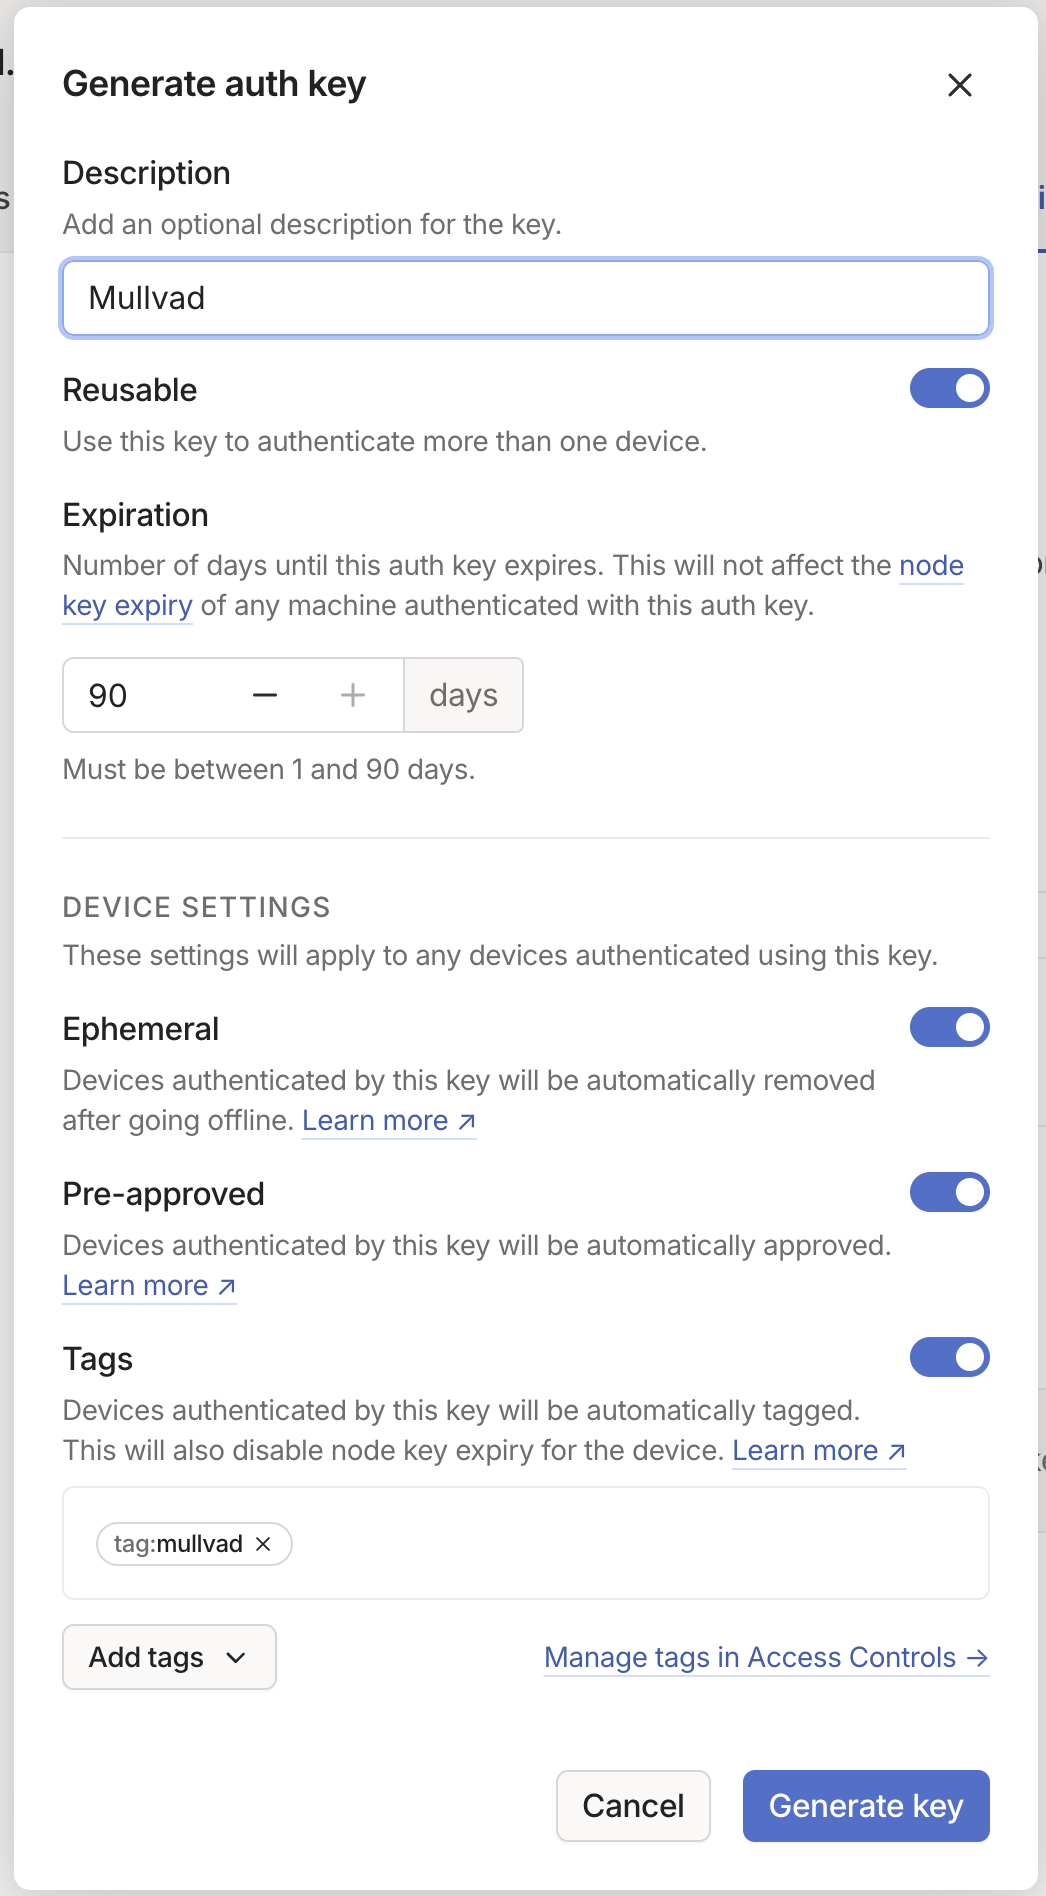 Generate auth key
Description
Add an optional description for the key.
Mullvad
Reusable
Use this key to authenticate more than one device.
Expiration
Number of days until this auth key expires. This will not affect the node
key expiry of any machine authenticated with this auth key.
90 − + days
Must be between 1 and 90 days.
DEVICE SETTINGS
These settings will apply to any devices authenticated using this key.
Ephemeral
Devices authenticated by this key will be automatically removed
after going offline. Learn more ↗
Pre-approved
Devices authenticated by this key will be automatically approved.
Learn more ↗
Tags
Devices authenticated by this key will be automatically tagged.
This will also disable node key expiry for the device. Learn more ↗
tag:mullvad ×
Add tags
Manage tags in Access Controls →
Cancel
Generate key